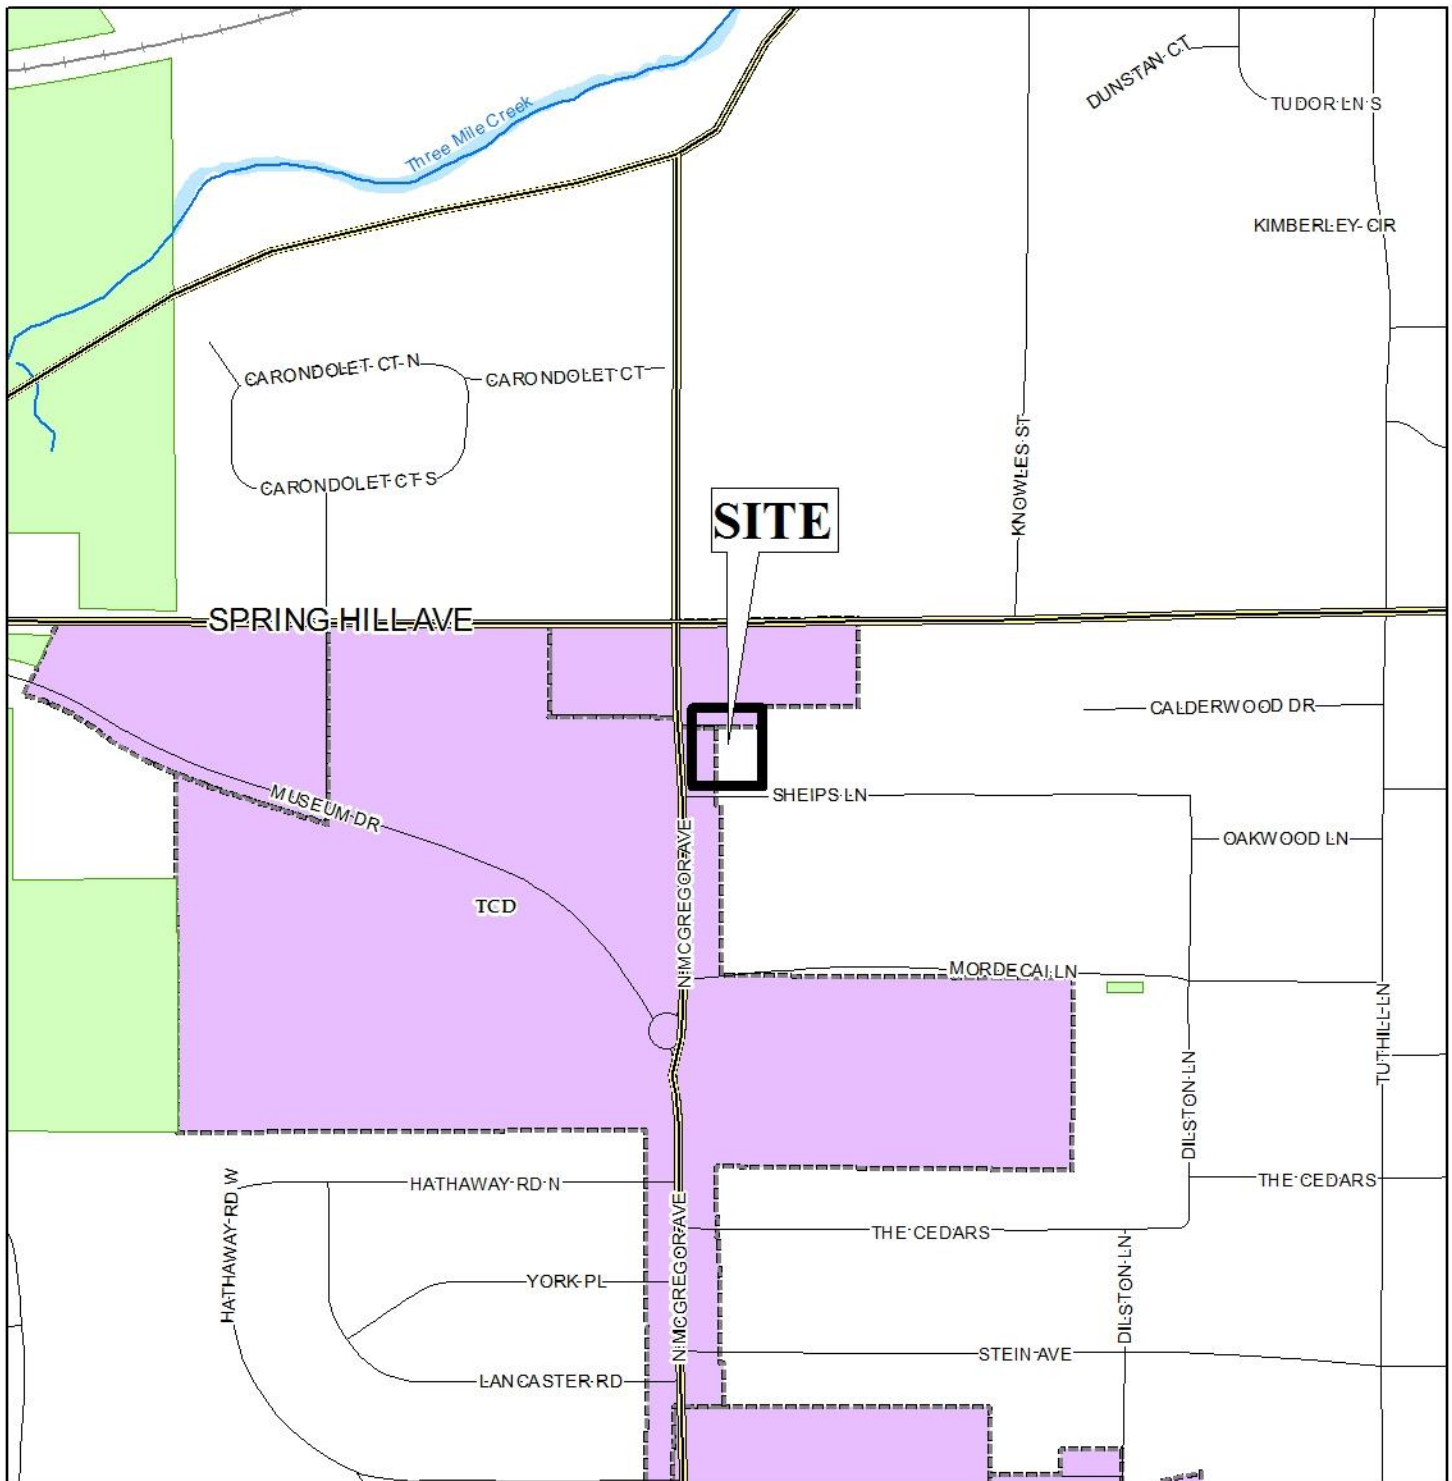 DUNSTAN CT
TUDOR LN S
Three Mile Creek
KIMBERLEY CIR
CARONDOLET CT N
CARONDOLET CT
KNOWLES ST
CARONDOLET CT S
SITE
SPRING HILL AVE
CALDERWOOD DR
MUSEUM DR
SHEIPS LN
OAKWOOD LN
TCD
N MCGREGOR AVE
MORDECAI LN
TUTHILL LN
DILSTON LN
HATHAWAY RD W
HATHAWAY RD N
THE CEDARS
THE CEDARS
N MCGREGOR AVE
DILSTON LN
YORK PL
STEIN AVE
LANCASTER RD